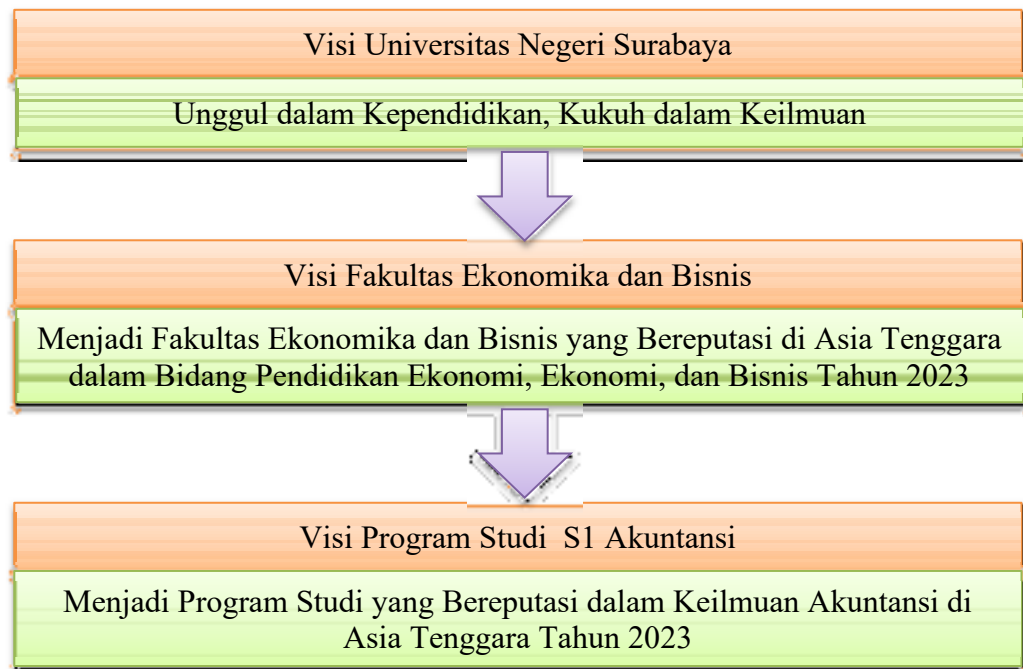 Visi Universitas Negeri Surabaya
Unggul dalam Kependidikan, Kukuh dalam Keilmuan
Visi Fakultas Ekonomika dan Bisnis
Menjadi Fakultas Ekonomika dan Bisnis yang Bereputasi di Asia Tenggara
dalam Bidang Pendidikan Ekonomi, Ekonomi, dan Bisnis Tahun 2023
Visi Program Studi  S1 Akuntansi
Menjadi Program Studi yang Bereputasi dalam Keilmuan Akuntansi di
Asia Tenggara Tahun 2023